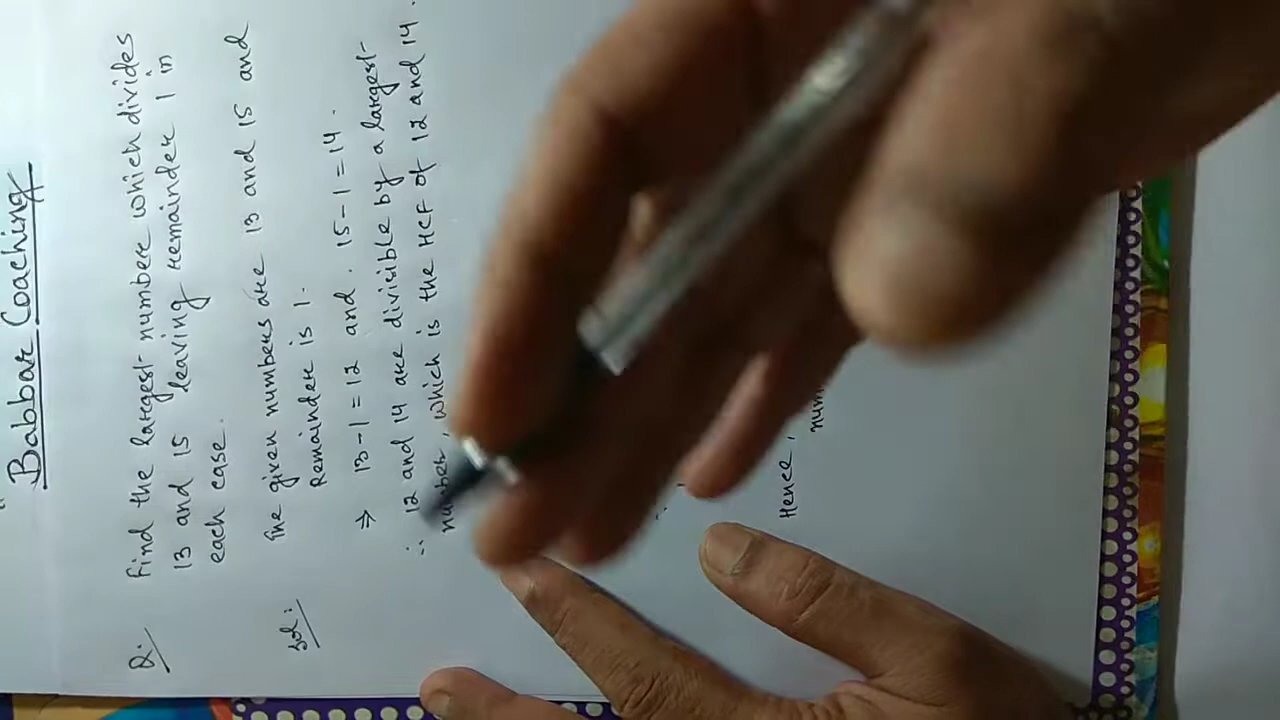 Babbar Coaching
Q. Find the largest number which divides
13 and 15 leaving remainder 1 in
each case.
Sol: The given numbers are 13 and 15 and
Remainder is 1.
⇒ 13-1=12 and. 15-1=14.
∴ 12 and 14 are divisible by a largest
number, which is the HCF of 12 and 14.
∴
Hence,